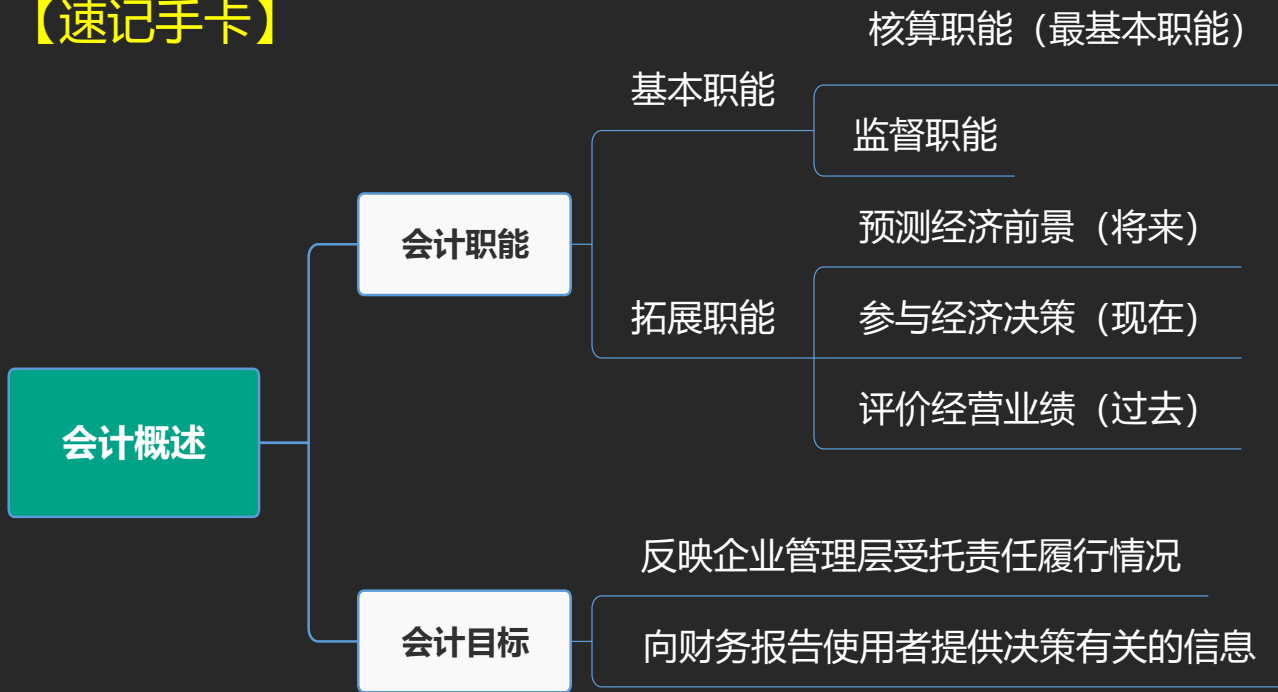 【速记手卡】
核算职能（最基本职能）
基本职能
监督职能
会计职能
预测经济前景（将来）
拓展职能
参与经济决策（现在）
评价经营业绩（过去）
会计概述
反映企业管理层受托责任履行情况
会计目标
向财务报告使用者提供决策有关的信息